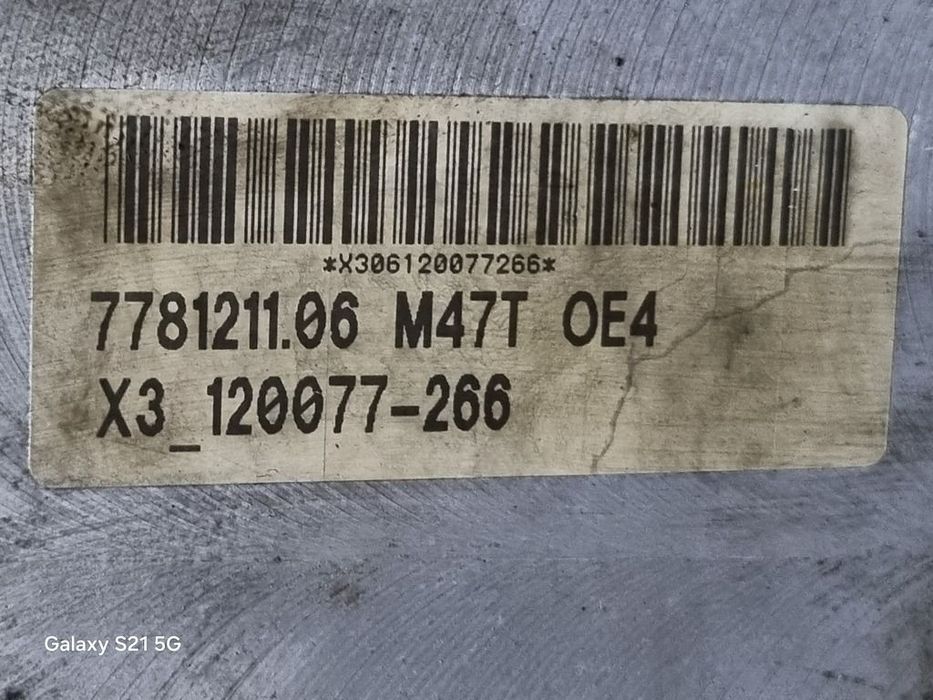 *X306120077266*
7781211.06 M47T OE4
X3_120077-266
Galaxy S21 5G